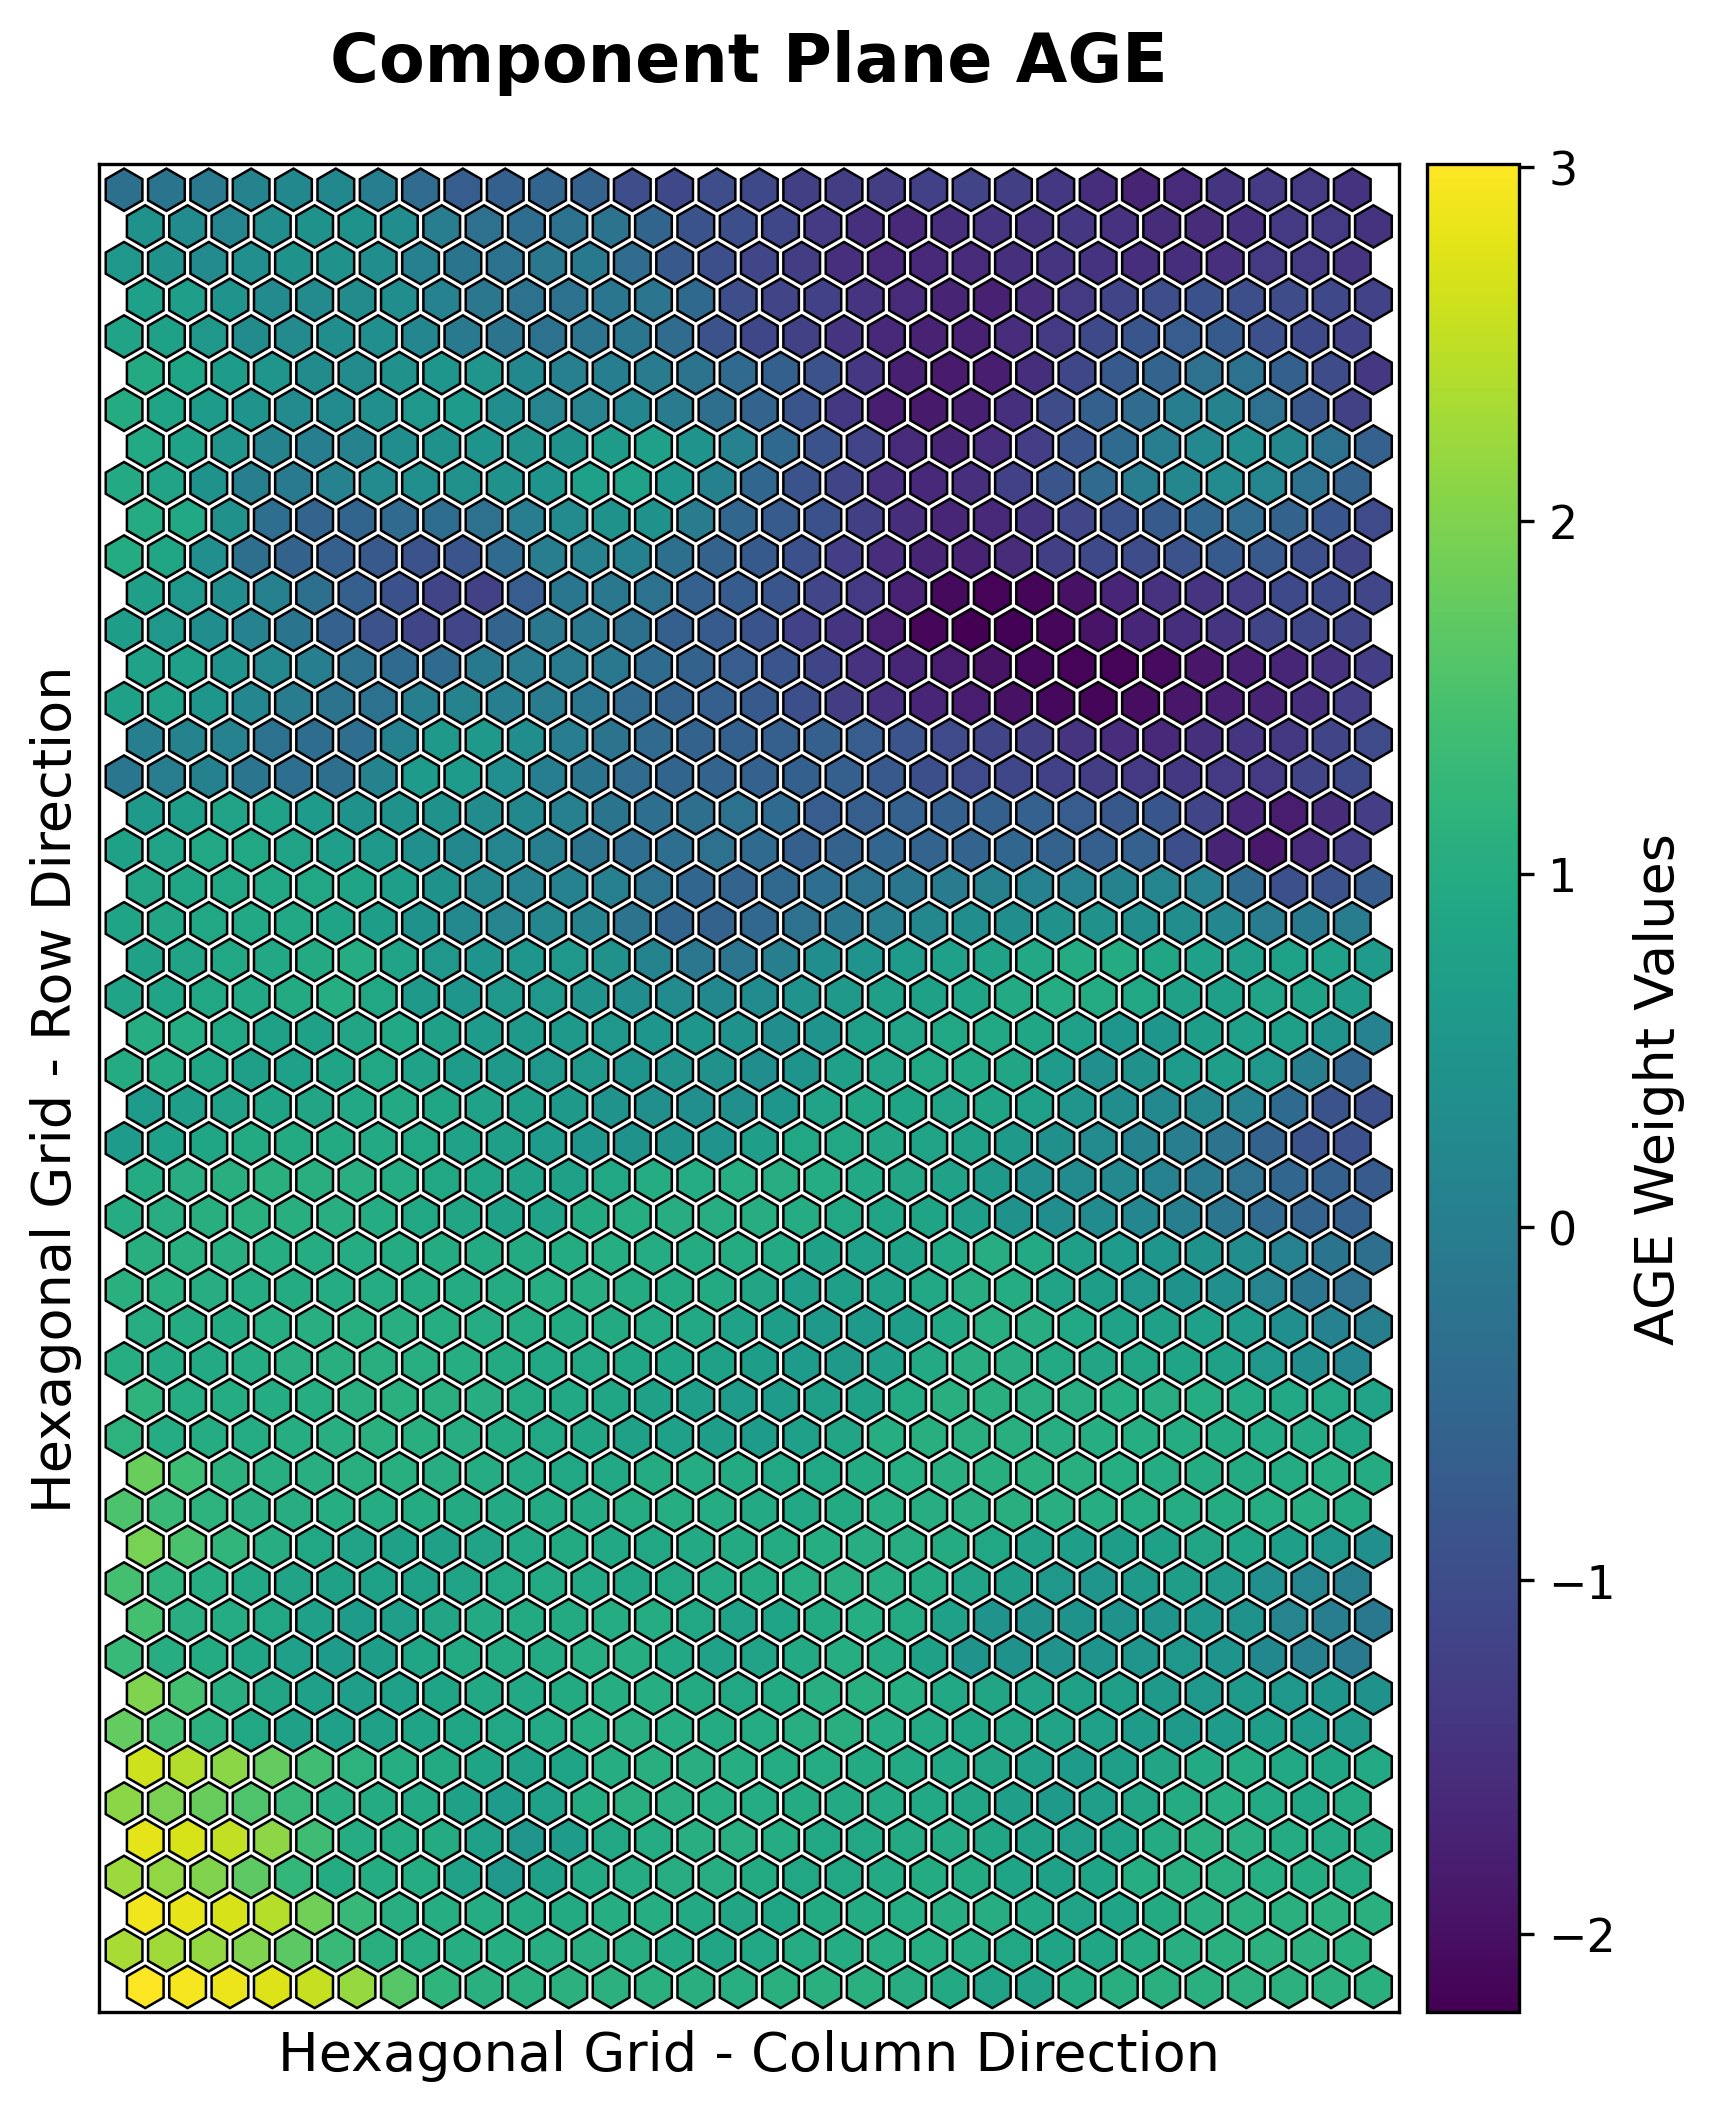 Component Plane AGE
Hexagonal Grid - Row Direction
Hexagonal Grid - Column Direction
3
2
1
0
−1
−2
AGE Weight Values